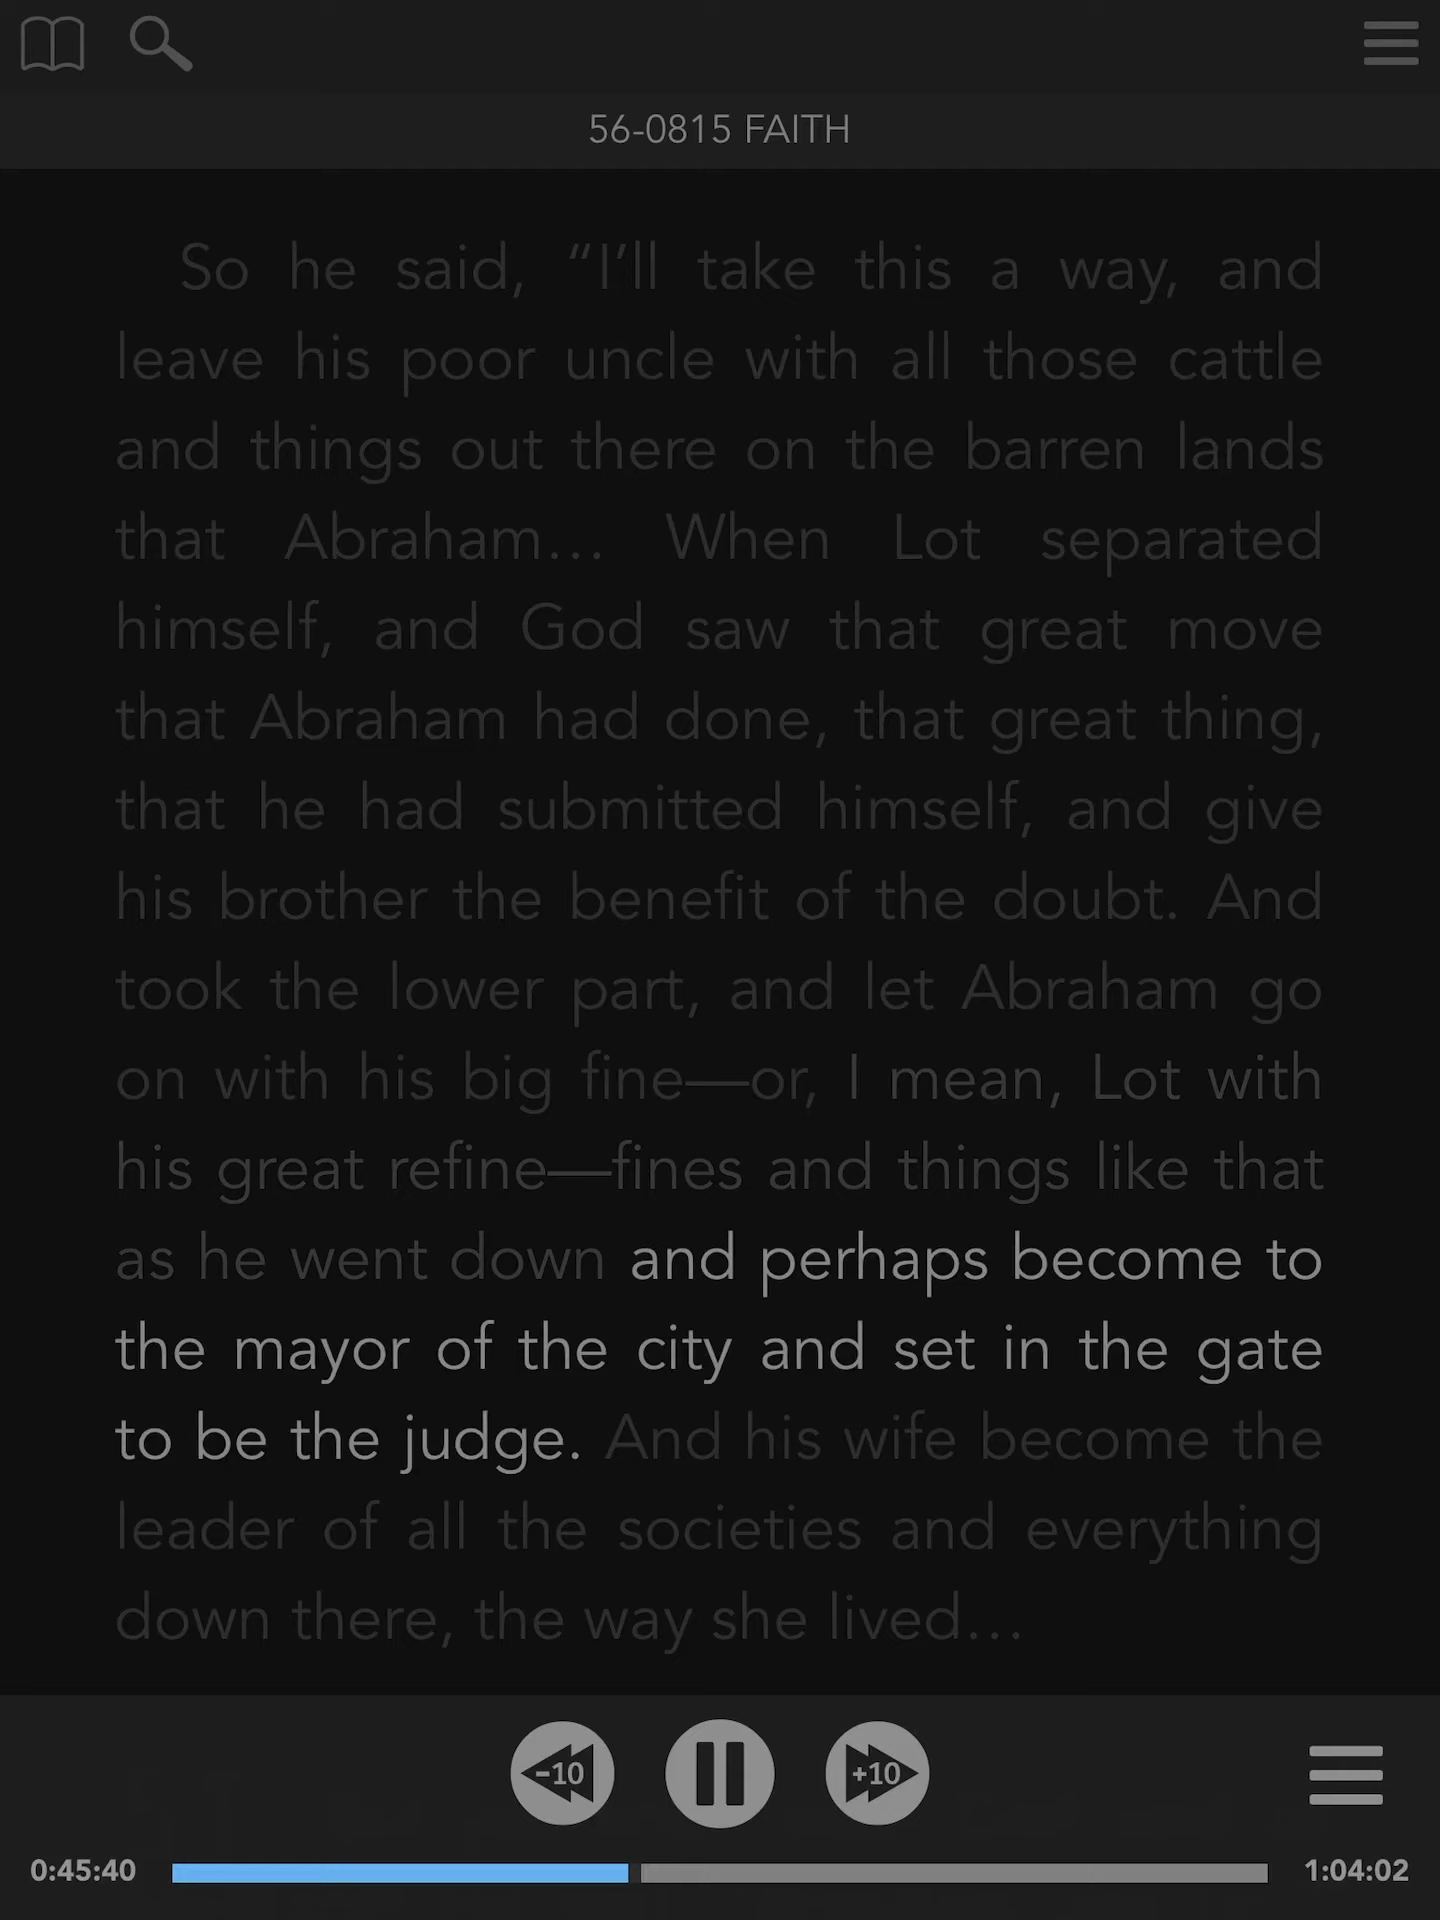 56-0815 FAITH
So he said, “I’ll take this a way, and
leave his poor uncle with all those cattle
and things out there on the barren lands
that Abraham… When Lot separated
himself, and God saw that great move
that Abraham had done, that great thing,
that he had submitted himself, and give
his brother the benefit of the doubt. And
took the lower part, and let Abraham go
on with his big fine—or, I mean, Lot with
his great refine—fines and things like that
as he went down and perhaps become to
the mayor of the city and set in the gate
to be the judge. And his wife become the
leader of all the societies and everything
down there, the way she lived…
-10 +10
0:45:40 1:04:02